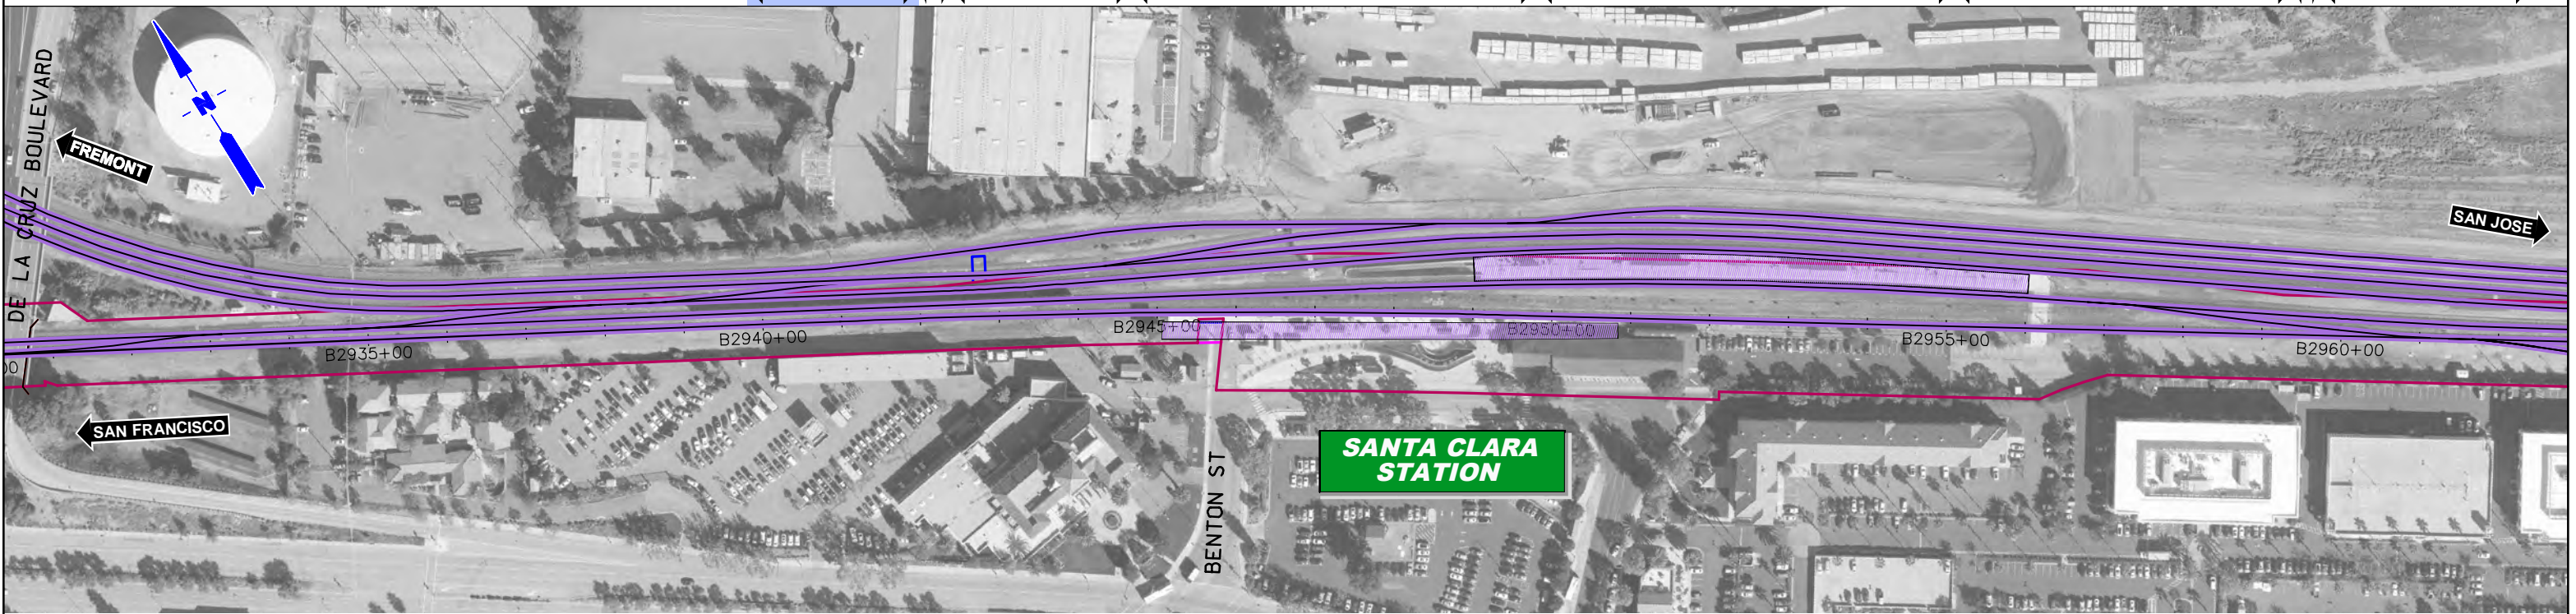 DE LA CRUZ BOULEVARD
N
FREMONT
SAN JOSE
B2935+00
B2940+00
B2945+00
B2950+00
B2955+00
B2960+00
00
SAN FRANCISCO
SANTA CLARA
STATION
BENTON ST